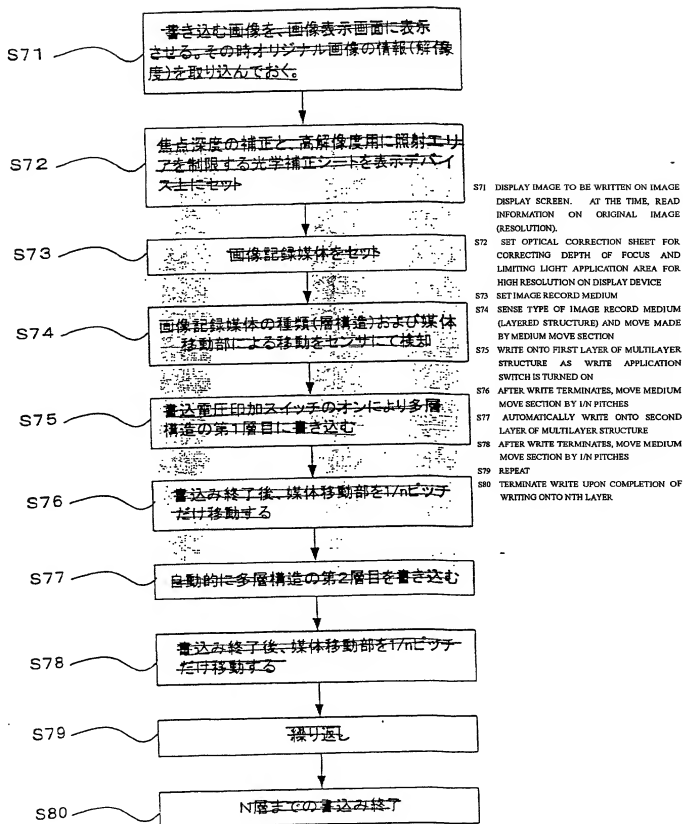 S71
書き込む画像を、画像表示画面に表示
させる。その時オリジナル画像の情報(解像
度)を取り込んでおく。
S72
焦点深度の補正と、高解像度用に照射エリ
アを制限する光学補正シートを表示デバイ
ス上にセット
S73
画像記録媒体をセット
S74
画像記録媒体の種類(層構造)および媒体
移動部による移動をセンサにて検知
S75
書込電圧印加スイッチのオンにより多層
構造の第1層目に書き込む
S76
書込み終了後、媒体移動部を1/nピッチ
だけ移動する
S77
自動的に多層構造の第2層目を書き込む
S78
書込み終了後、媒体移動部を1/nピッチ
だけ移動する
S79
繰り返し
S80
N層までの書込み終了
S71 DISPLAY IMAGE TO BE WRITTEN ON IMAGE
DISPLAY SCREEN. AT THE TIME, READ
INFORMATION ON ORIGINAL IMAGE
(RESOLUTION).
S72 SET OPTICAL CORRECTION SHEET FOR
CORRECTING DEPTH OF FOCUS AND
LIMITING LIGHT APPLICATION AREA FOR
HIGH RESOLUTION ON DISPLAY DEVICE
S73 SET IMAGE RECORD MEDIUM
S74 SENSE TYPE OF IMAGE RECORD MEDIUM
(LAYERED STRUCTURE) AND MOVE MADE
BY MEDIUM MOVE SECTION
S75 WRITE ONTO FIRST LAYER OF MULTILAYER
STRUCTURE AS WRITE APPLICATION
SWITCH IS TURNED ON
S76 AFTER WRITE TERMINATES, MOVE MEDIUM
MOVE SECTION BY 1/N PITCHES
S77 AUTOMATICALLY WRITE ONTO SECOND
LAYER OF MULTILAYER STRUCTURE
S78 AFTER WRITE TERMINATES, MOVE MEDIUM
MOVE SECTION BY 1/N PITCHES
S79 REPEAT
S80 TERMINATE WRITE UPON COMPLETION OF
WRITING ONTO NTH LAYER